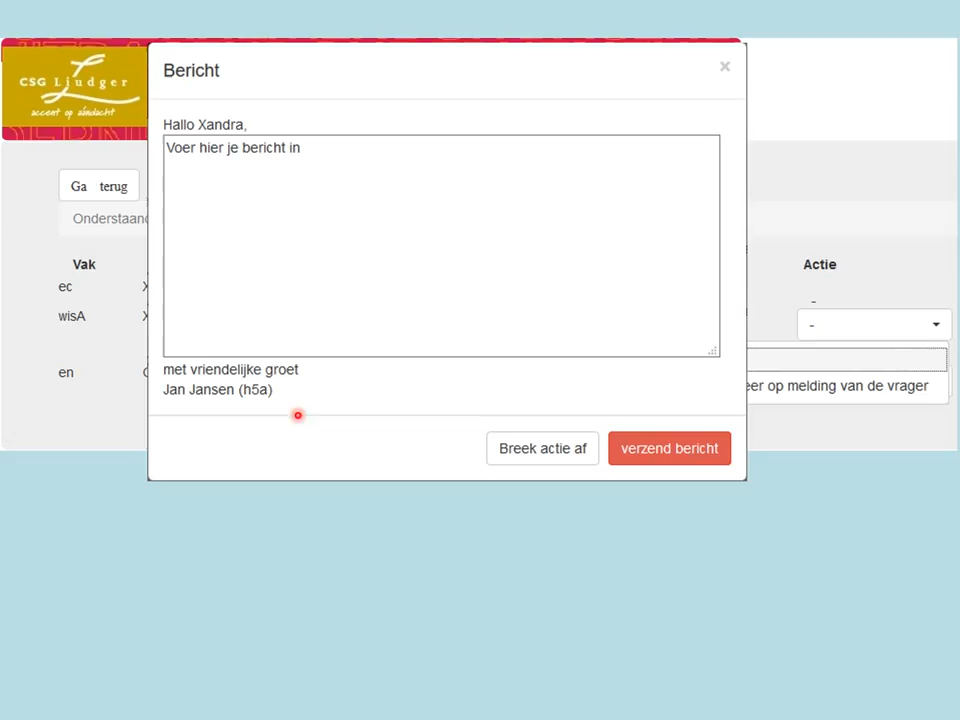 CSG Liudger
accent op aandacht
Bericht
×
Hallo Xandra,
Voer hier je bericht in
met vriendelijke groet
Jan Jansen (h5a)
Breek actie af
verzend bericht
Ga terug
Onderstaand
Vak
Actie
ec
X
-
wisA
X
-
en
eer op melding van de vrager